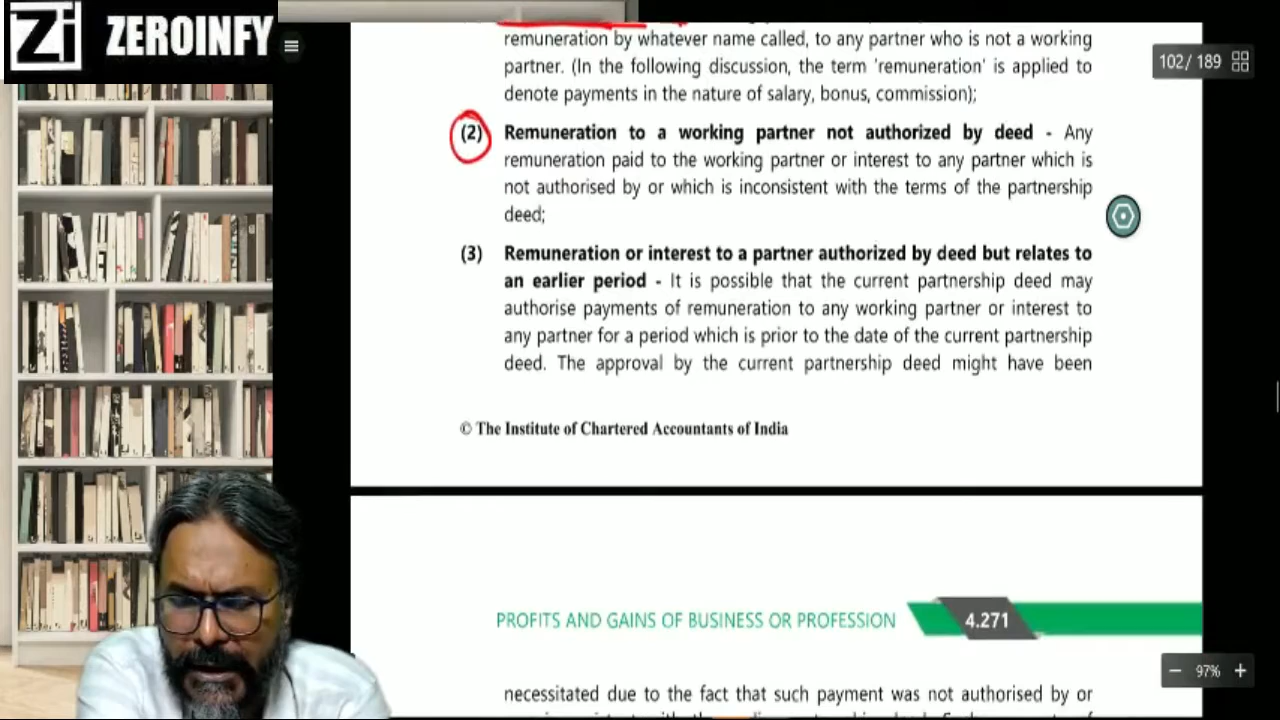 Zi ZEROINFY
102/ 189
remuneration by whatever name called, to any partner who is not a working
partner. (In the following discussion, the term 'remuneration' is applied to
denote payments in the nature of salary, bonus, commission);
(2) Remuneration to a working partner not authorized by deed - Any
remuneration paid to the working partner or interest to any partner which is
not authorised by or which is inconsistent with the terms of the partnership
deed;
(3) Remuneration or interest to a partner authorized by deed but relates to
an earlier period - It is possible that the current partnership deed may
authorise payments of remuneration to any working partner or interest to
any partner for a period which is prior to the date of the current partnership
deed. The approval by the current partnership deed might have been
© The Institute of Chartered Accountants of India
PROFITS AND GAINS OF BUSINESS OR PROFESSION 4.271
97%
necessitated due to the fact that such payment was not authorised by or